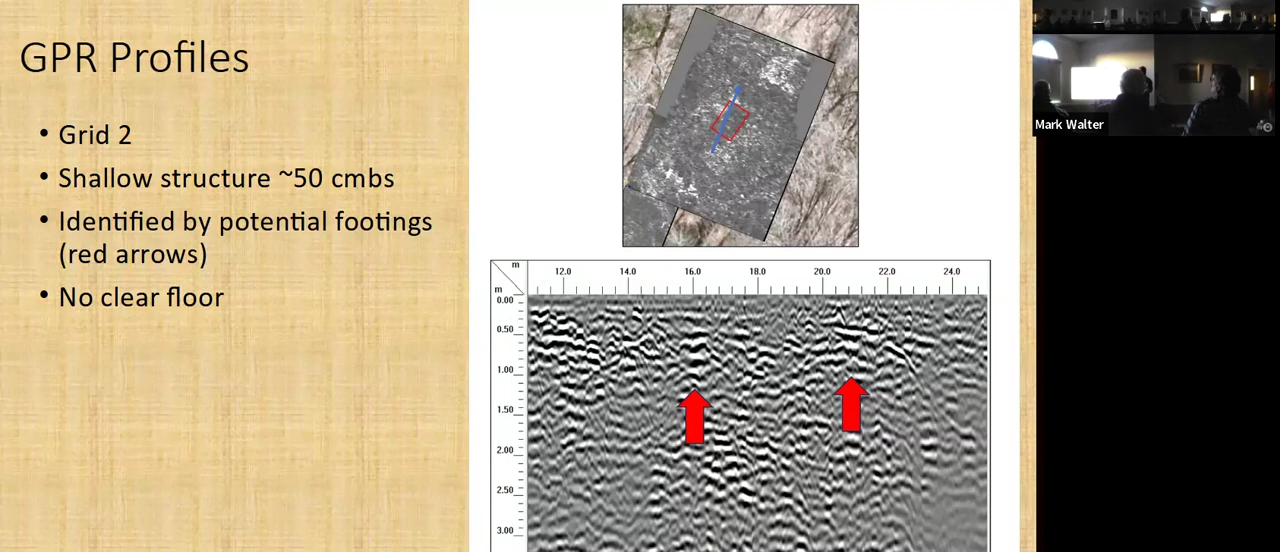 GPR Profiles
• Grid 2
• Shallow structure ~50 cmbs
• Identified by potential footings
(red arrows)
• No clear floor
m
m
12.0 14.0 16.0 18.0 20.0 22.0 24.0
0.00
0.50
1.00
1.50
2.00
2.50
3.00
Mark Walter